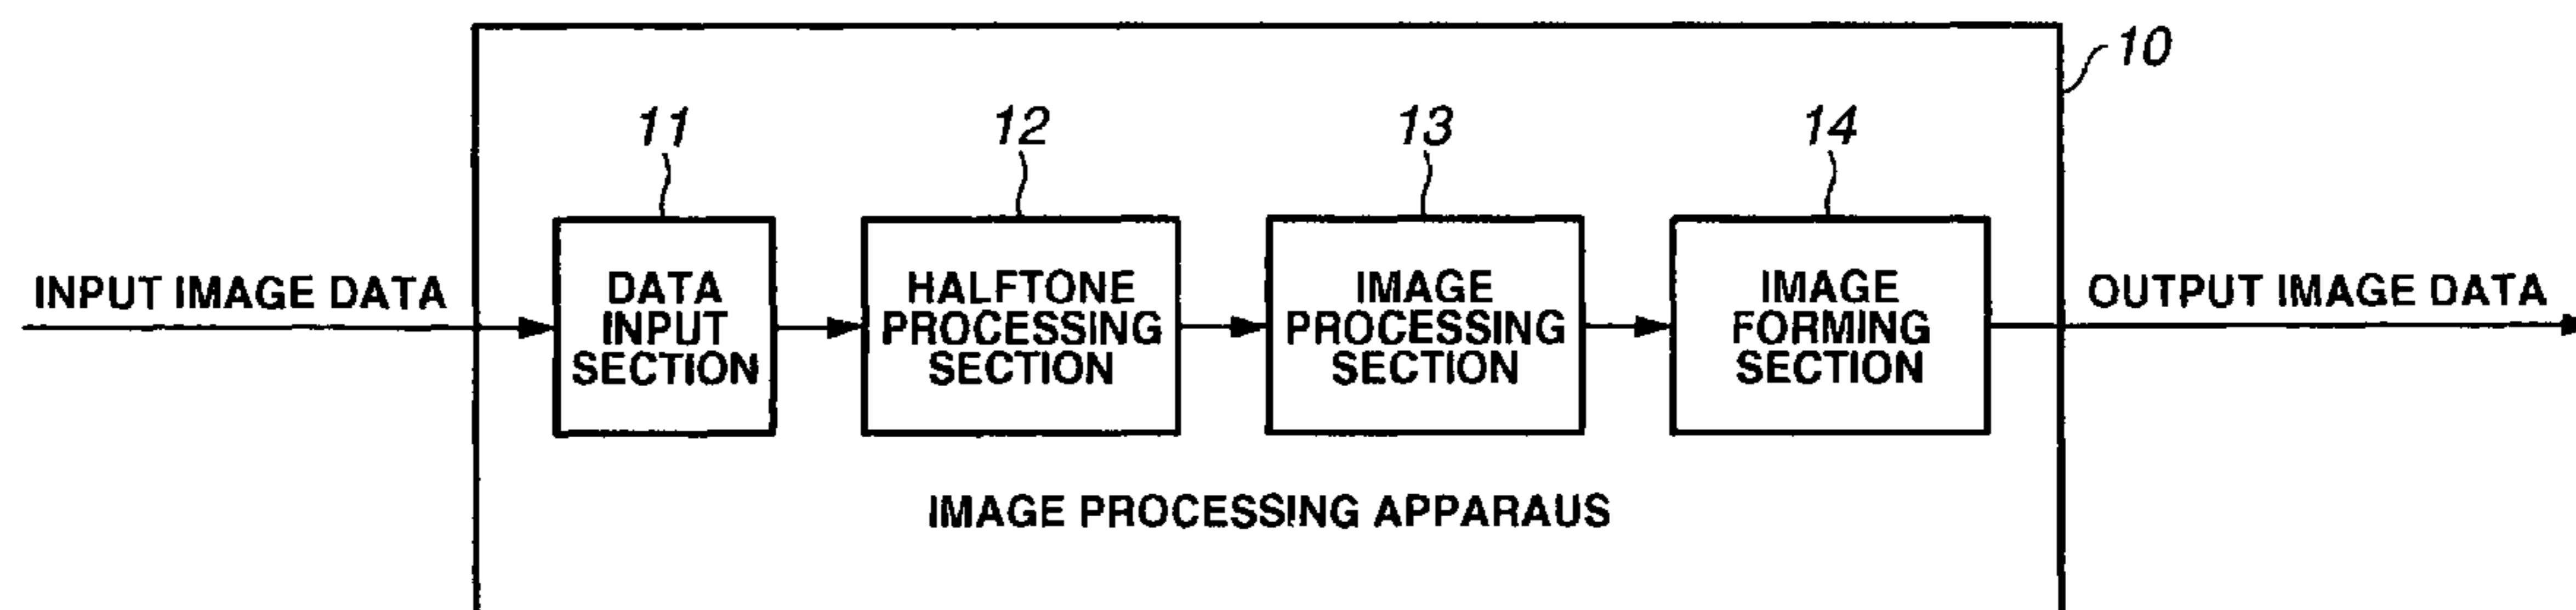 10
11
12
13
14
INPUT IMAGE DATA
DATA
INPUT
SECTION
HALFTONE
PROCESSING
SECTION
IMAGE
PROCESSING
SECTION
IMAGE
FORMING
SECTION
OUTPUT IMAGE DATA
IMAGE PROCESSING APPARAUS